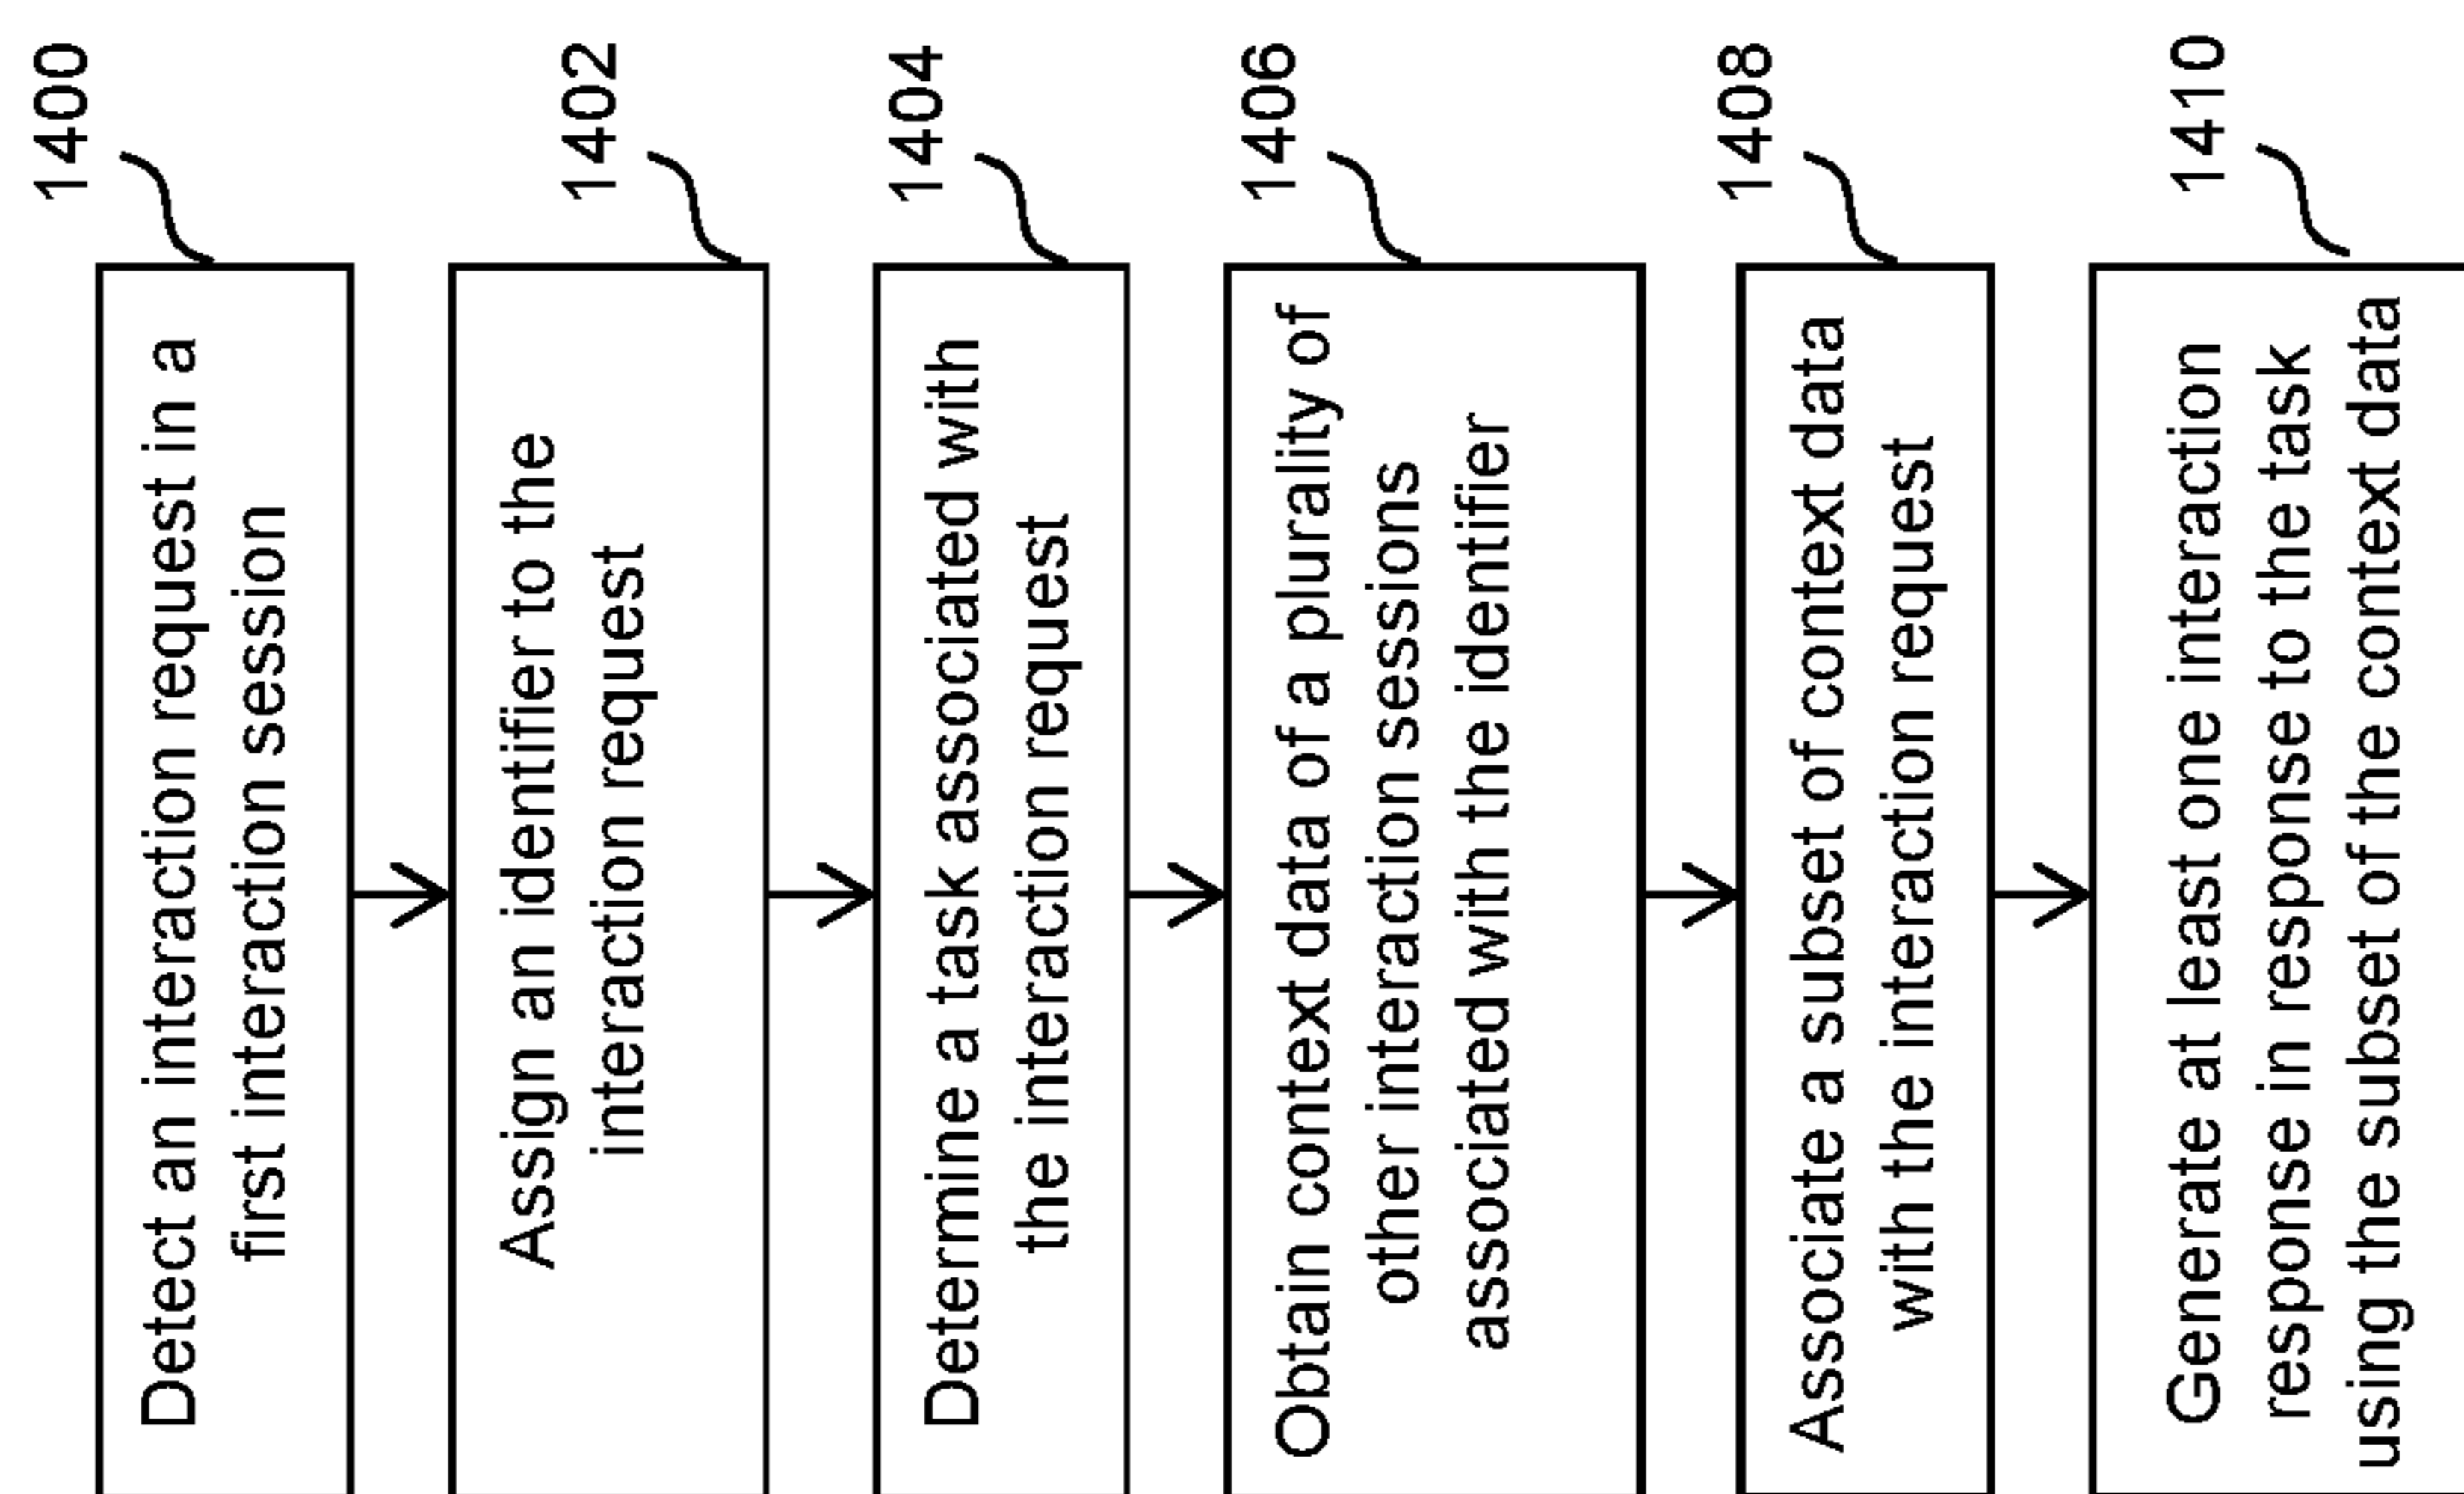 1400
Detect an interaction request in a
first interaction session
1402
Assign an identifier to the
interaction request
1404
Determine a task associated with
the interaction request
1406
Obtain context data of a plurality of
other interaction sessions
associated with the identifier
1408
Associate a subset of context data
with the interaction request
1410
Generate at least one interaction
response in response to the task
using the subset of the context data